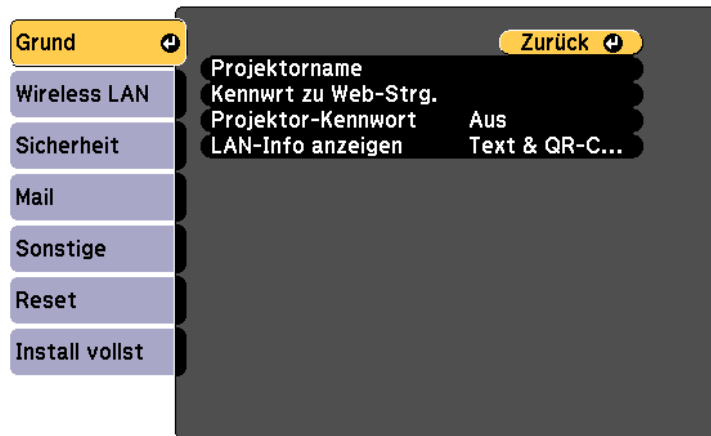 Grund
Zurück
Projektorname
Wireless LAN
Kennwrt zu Web-Strg.
Projektor-Kennwort Aus
Sicherheit
LAN-Info anzeigen Text & QR-C...
Mail
Sonstige
Reset
Install vollst